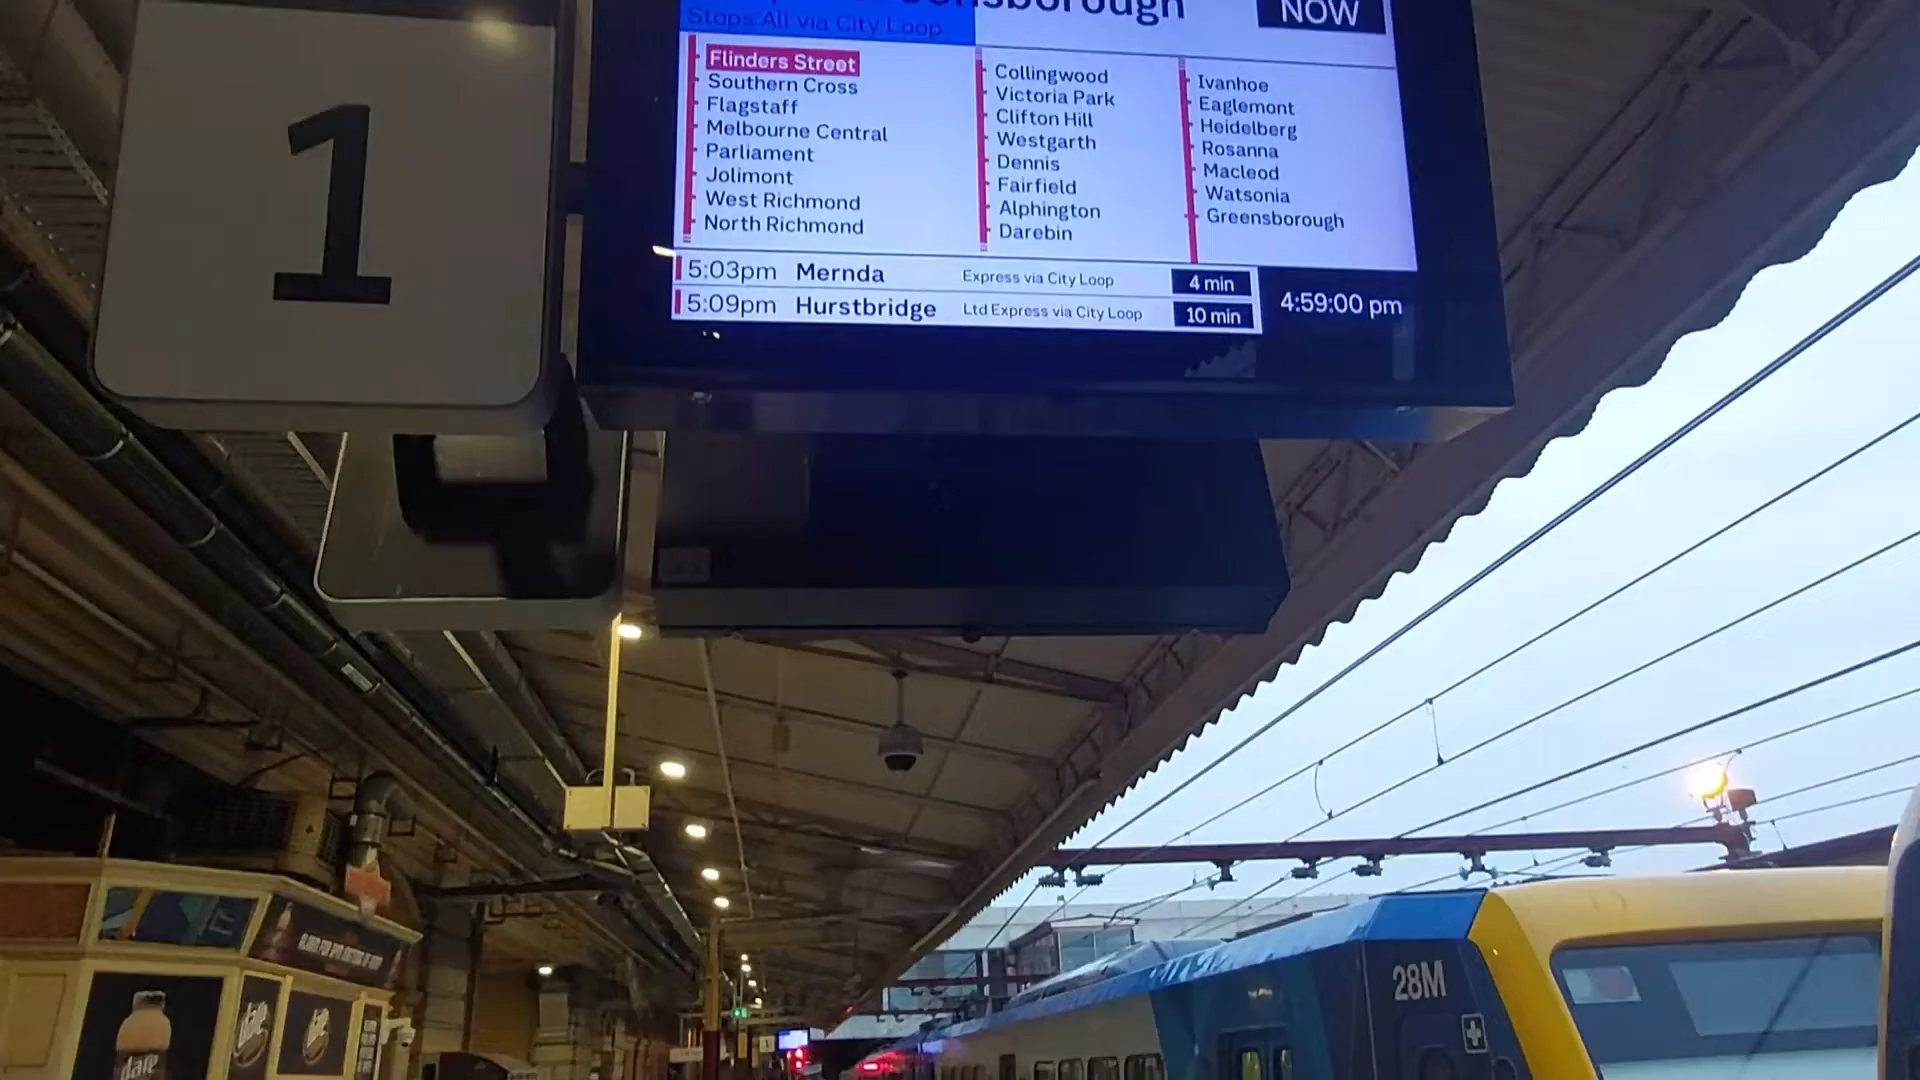 1
NOW
Stops All via City Loop
Flinders Street
Southern Cross
Flagstaff
Melbourne Central
Parliament
Jolimont
West Richmond
North Richmond
Collingwood
Victoria Park
Clifton Hill
Westgarth
Dennis
Fairfield
Alphington
Darebin
Ivanhoe
Eaglemont
Heidelberg
Rosanna
Macleod
Watsonia
Greensborough
5:03pm Mernda Express via City Loop 4 min
5:09pm Hurstbridge Ltd Express via City Loop 10 min
4:59:00 pm
28M
dare
dare
dare